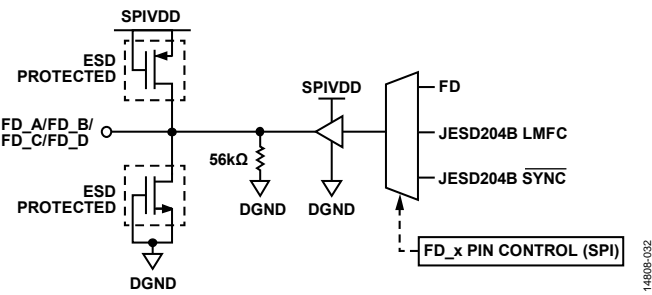 SPIVDD
ESD
PROTECTED
SPIVDD
FD
FD_A/FD_B/
FD_C/FD_D
JESD204B LMFC
56kΩ
ESD
PROTECTED
JESD204B SYNC
DGND
DGND
FD_x PIN CONTROL (SPI)
DGND
14808-032